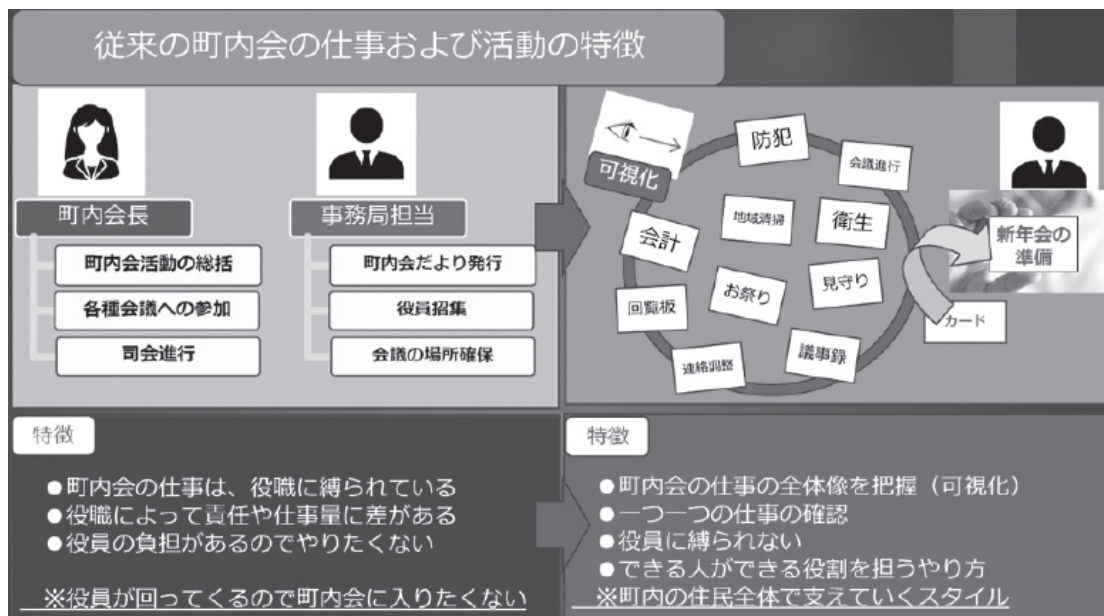 従来の町内会の仕事および活動の特徴
町内会長
町内会活動の総括
各種会議への参加
司会進行
事務局担当
町内会だより発行
役員招集
会議の場所確保
可視化
防犯
会議進行
地域清掃
衛生
会計
お祭り
見守り
回覧板
連絡調整
議事録
新年会の
準備
カード
特徴
●町内会の仕事は、役職に縛られている
●役職によって責任や仕事量に差がある
●役員の負担があるのでやりたくない
※役員が回ってくるので町内会に入りたくない
特徴
●町内会の仕事の全体像を把握（可視化）
●一つ一つの仕事の確認
●役員に縛られない
●できる人ができる役割を担うやり方
※町内の住民全体で支えていくスタイル